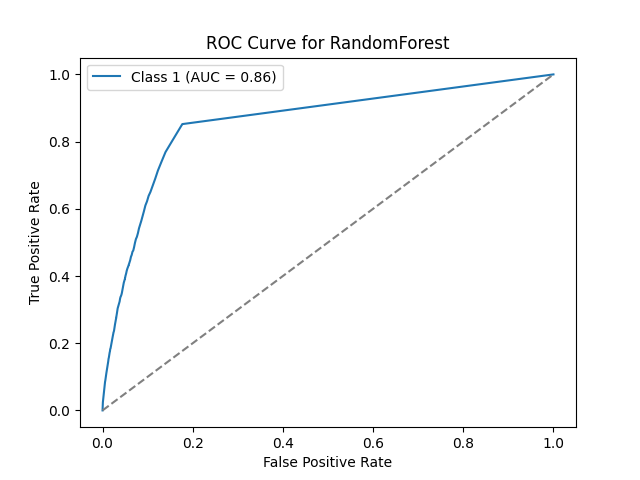 ROC Curve for RandomForest
Class 1 (AUC = 0.86)
True Positive Rate
1.0
0.8
0.6
0.4
0.2
0.0
0.0 0.2 0.4 0.6 0.8 1.0
False Positive Rate